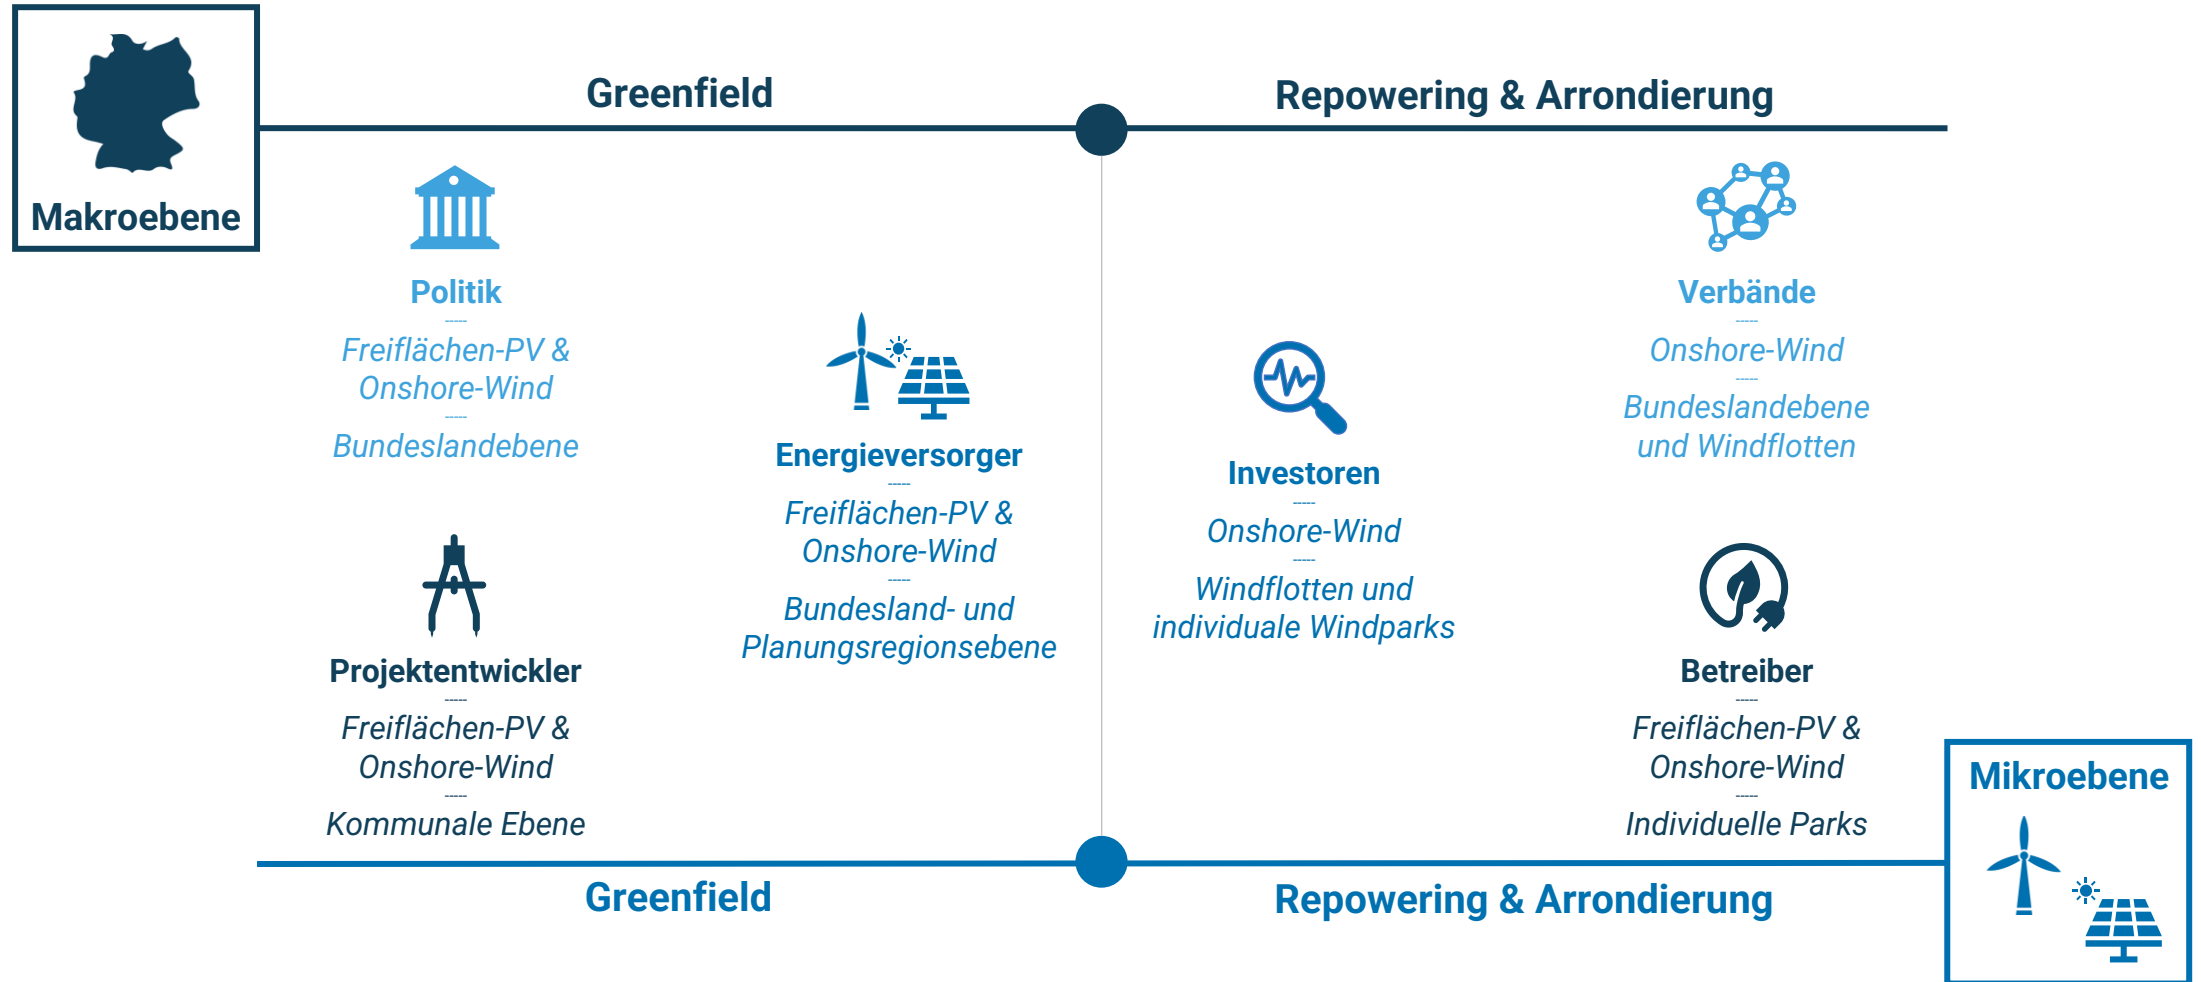 Makroebene
Greenfield
Repowering & Arrondierung
Politik
-----
Freiflächen-PV &
Onshore-Wind
-----
Bundeslandebene
Projektentwickler
-----
Freiflächen-PV &
Onshore-Wind
-----
Kommunale Ebene
Energieversorger
-----
Freiflächen-PV &
Onshore-Wind
-----
Bundesland- und
Planungsregionsebene
Investoren
-----
Onshore-Wind
-----
Windflotten und
individuale Windparks
Verbände
-----
Onshore-Wind
-----
Bundeslandebene
und Windflotten
Betreiber
-----
Freiflächen-PV &
Onshore-Wind
-----
Individuelle Parks
Greenfield
Repowering & Arrondierung
Mikroebene